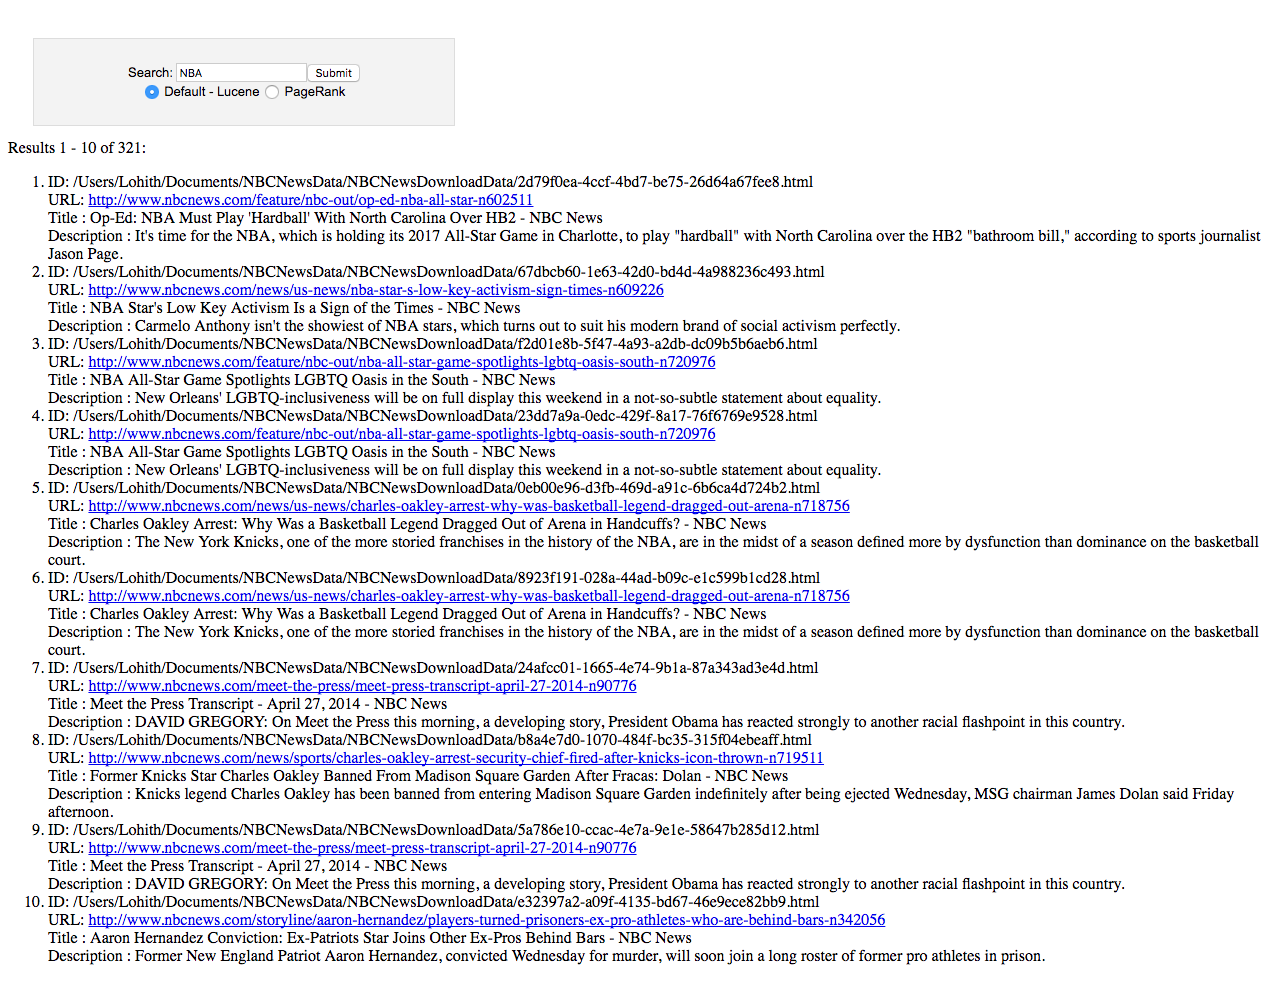 Search: NBA Submit
Default - Lucene PageRank
Results 1 - 10 of 321:
1. ID: /Users/Lohith/Documents/NBCNewsData/NBCNewsDownloadData/2d79f0ea-4ccf-4bd7-be75-26d64a67fee8.html
URL: http://www.nbcnews.com/feature/nbc-out/op-ed-nba-all-star-n602511
Title : Op-Ed: NBA Must Play 'Hardball' With North Carolina Over HB2 - NBC News
Description : It's time for the NBA, which is holding its 2017 All-Star Game in Charlotte, to play "hardball" with North Carolina over the HB2 "bathroom bill," according to sports journalist
Jason Page.
2. ID: /Users/Lohith/Documents/NBCNewsData/NBCNewsDownloadData/67dbcb60-1e63-42d0-bd4d-4a988236c493.html
URL: http://www.nbcnews.com/news/us-news/nba-star-s-low-key-activism-sign-times-n609226
Title : NBA Star's Low Key Activism Is a Sign of the Times - NBC News
Description : Carmelo Anthony isn't the showiest of NBA stars, which turns out to suit his modern brand of social activism perfectly.
3. ID: /Users/Lohith/Documents/NBCNewsData/NBCNewsDownloadData/f2d01e8b-5f47-4a93-a2db-dc09b5b6aeb6.html
URL: http://www.nbcnews.com/feature/nbc-out/nba-all-star-game-spotlights-lgbtq-oasis-south-n720976
Title : NBA All-Star Game Spotlights LGBTQ Oasis in the South - NBC News
Description : New Orleans' LGBTQ-inclusiveness will be on full display this weekend in a not-so-subtle statement about equality.
4. ID: /Users/Lohith/Documents/NBCNewsData/NBCNewsDownloadData/23dd7a9a-0edc-429f-8a17-76f6769e9528.html
URL: http://www.nbcnews.com/feature/nbc-out/nba-all-star-game-spotlights-lgbtq-oasis-south-n720976
Title : NBA All-Star Game Spotlights LGBTQ Oasis in the South - NBC News
Description : New Orleans' LGBTQ-inclusiveness will be on full display this weekend in a not-so-subtle statement about equality.
5. ID: /Users/Lohith/Documents/NBCNewsData/NBCNewsDownloadData/0eb00e96-d3fb-469d-a91c-6b6ca4d724b2.html
URL: http://www.nbcnews.com/news/us-news/charles-oakley-arrest-why-was-basketball-legend-dragged-out-arena-n718756
Title : Charles Oakley Arrest: Why Was a Basketball Legend Dragged Out of Arena in Handcuffs? - NBC News
Description : The New York Knicks, one of the more storied franchises in the history of the NBA, are in the midst of a season defined more by dysfunction than dominance on the basketball
court.
6. ID: /Users/Lohith/Documents/NBCNewsData/NBCNewsDownloadData/8923f191-028a-44ad-b09c-e1c599b1cd28.html
URL: http://www.nbcnews.com/news/us-news/charles-oakley-arrest-why-was-basketball-legend-dragged-out-arena-n718756
Title : Charles Oakley Arrest: Why Was a Basketball Legend Dragged Out of Arena in Handcuffs? - NBC News
Description : The New York Knicks, one of the more storied franchises in the history of the NBA, are in the midst of a season defined more by dysfunction than dominance on the basketball
court.
7. ID: /Users/Lohith/Documents/NBCNewsData/NBCNewsDownloadData/24afcc01-1665-4e74-9b1a-87a343ad3e4d.html
URL: http://www.nbcnews.com/meet-the-press/meet-press-transcript-april-27-2014-n90776
Title : Meet the Press Transcript - April 27, 2014 - NBC News
Description : DAVID GREGORY: On Meet the Press this morning, a developing story, President Obama has reacted strongly to another racial flashpoint in this country.
8. ID: /Users/Lohith/Documents/NBCNewsData/NBCNewsDownloadData/b8a4e7d0-1070-484f-bc35-315f04ebeaff.html
URL: http://www.nbcnews.com/news/sports/charles-oakley-arrest-security-chief-fired-after-knicks-icon-thrown-n719511
Title : Former Knicks Star Charles Oakley Banned From Madison Square Garden After Fracas: Dolan - NBC News
Description : Knicks legend Charles Oakley has been banned from entering Madison Square Garden indefinitely after being ejected Wednesday, MSG chairman James Dolan said Friday
afternoon.
9. ID: /Users/Lohith/Documents/NBCNewsData/NBCNewsDownloadData/5a786e10-ccac-4e7a-9e1e-58647b285d12.html
URL: http://www.nbcnews.com/meet-the-press/meet-press-transcript-april-27-2014-n90776
Title : Meet the Press Transcript - April 27, 2014 - NBC News
Description : DAVID GREGORY: On Meet the Press this morning, a developing story, President Obama has reacted strongly to another racial flashpoint in this country.
10. ID: /Users/Lohith/Documents/NBCNewsData/NBCNewsDownloadData/e32397a2-a09f-4135-bd67-46e9ece82bb9.html
URL: http://www.nbcnews.com/storyline/aaron-hernandez/players-turned-prisoners-ex-pro-athletes-who-are-behind-bars-n342056
Title : Aaron Hernandez Conviction: Ex-Patriots Star Joins Other Ex-Pros Behind Bars - NBC News
Description : Former New England Patriot Aaron Hernandez, convicted Wednesday for murder, will soon join a long roster of former pro athletes in prison.